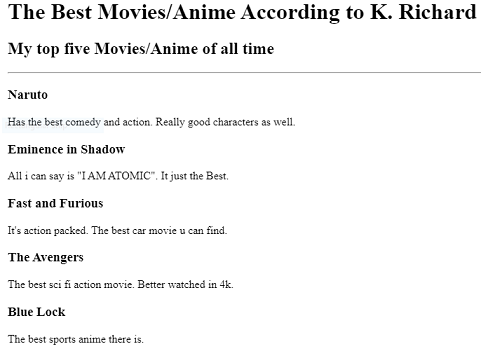 The Best Movies/Anime According to K. Richard
My top five Movies/Anime of all time
Naruto
Has the best comedy and action. Really good characters as well.
Eminence in Shadow
All i can say is "I AM ATOMIC". It just the Best.
Fast and Furious
It's action packed. The best car movie u can find.
The Avengers
The best sci fi action movie. Better watched in 4k.
Blue Lock
The best sports anime there is.